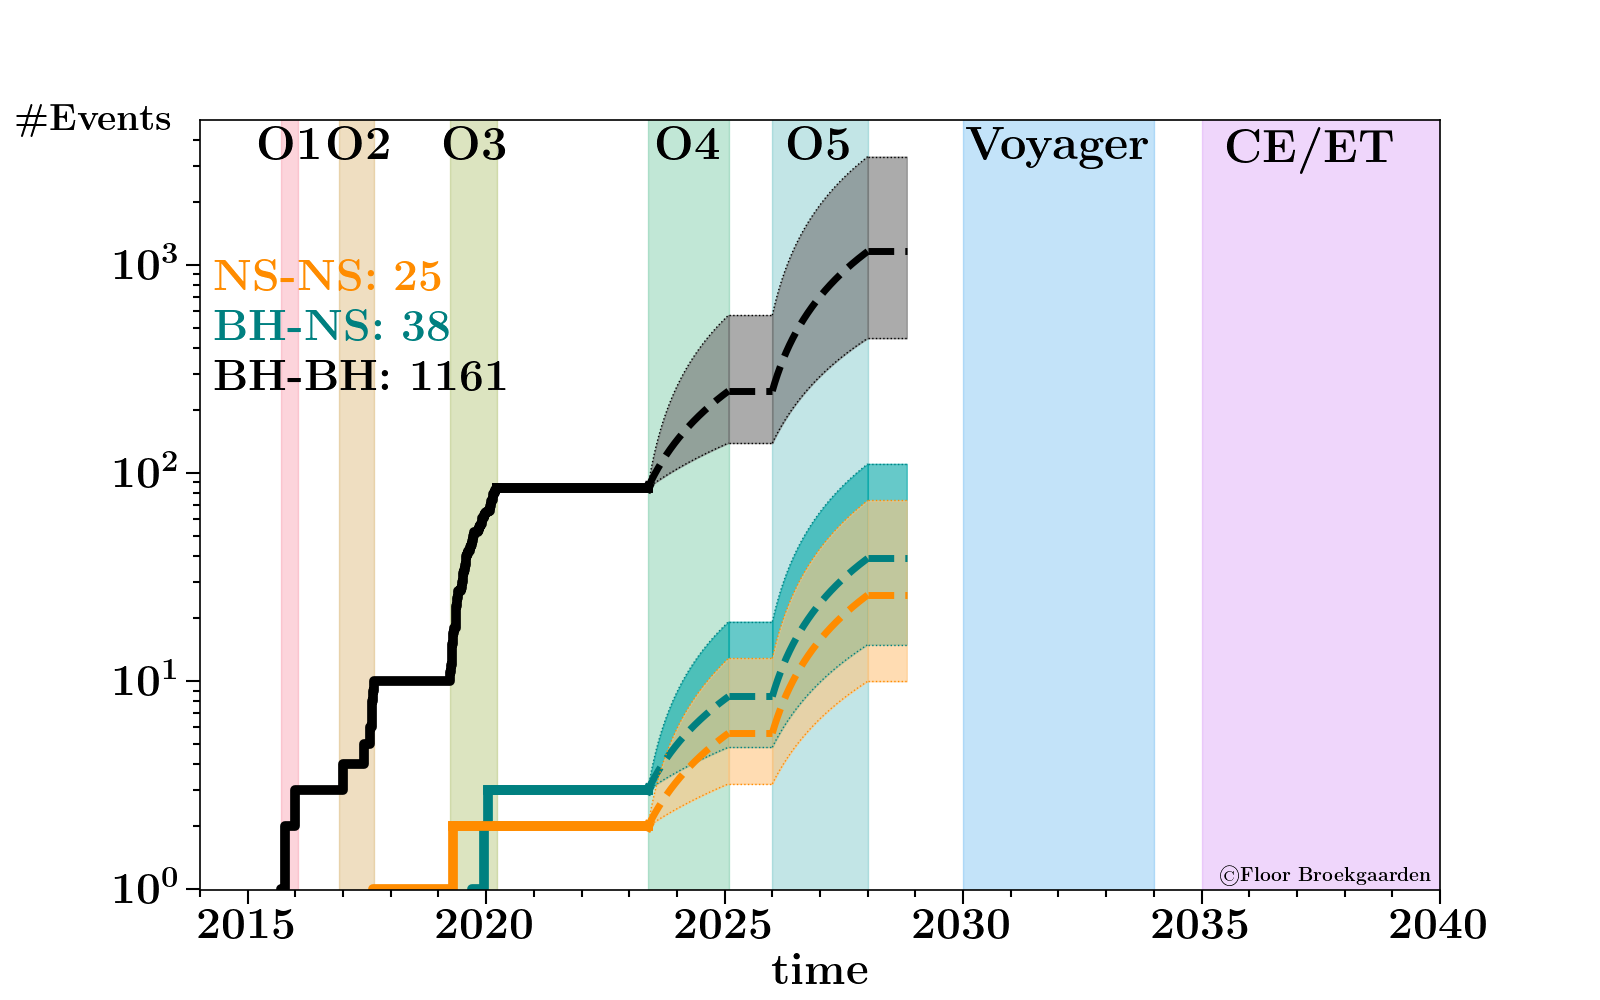 #Events
O1 O2 O3 O4 O5 Voyager CE/ET
10³
NS-NS: 25
BH-NS: 38
BH-BH: 1161
10²
10¹
10⁰
©Floor Broekgaarden
2015 2020 2025 2030 2035 2040
time